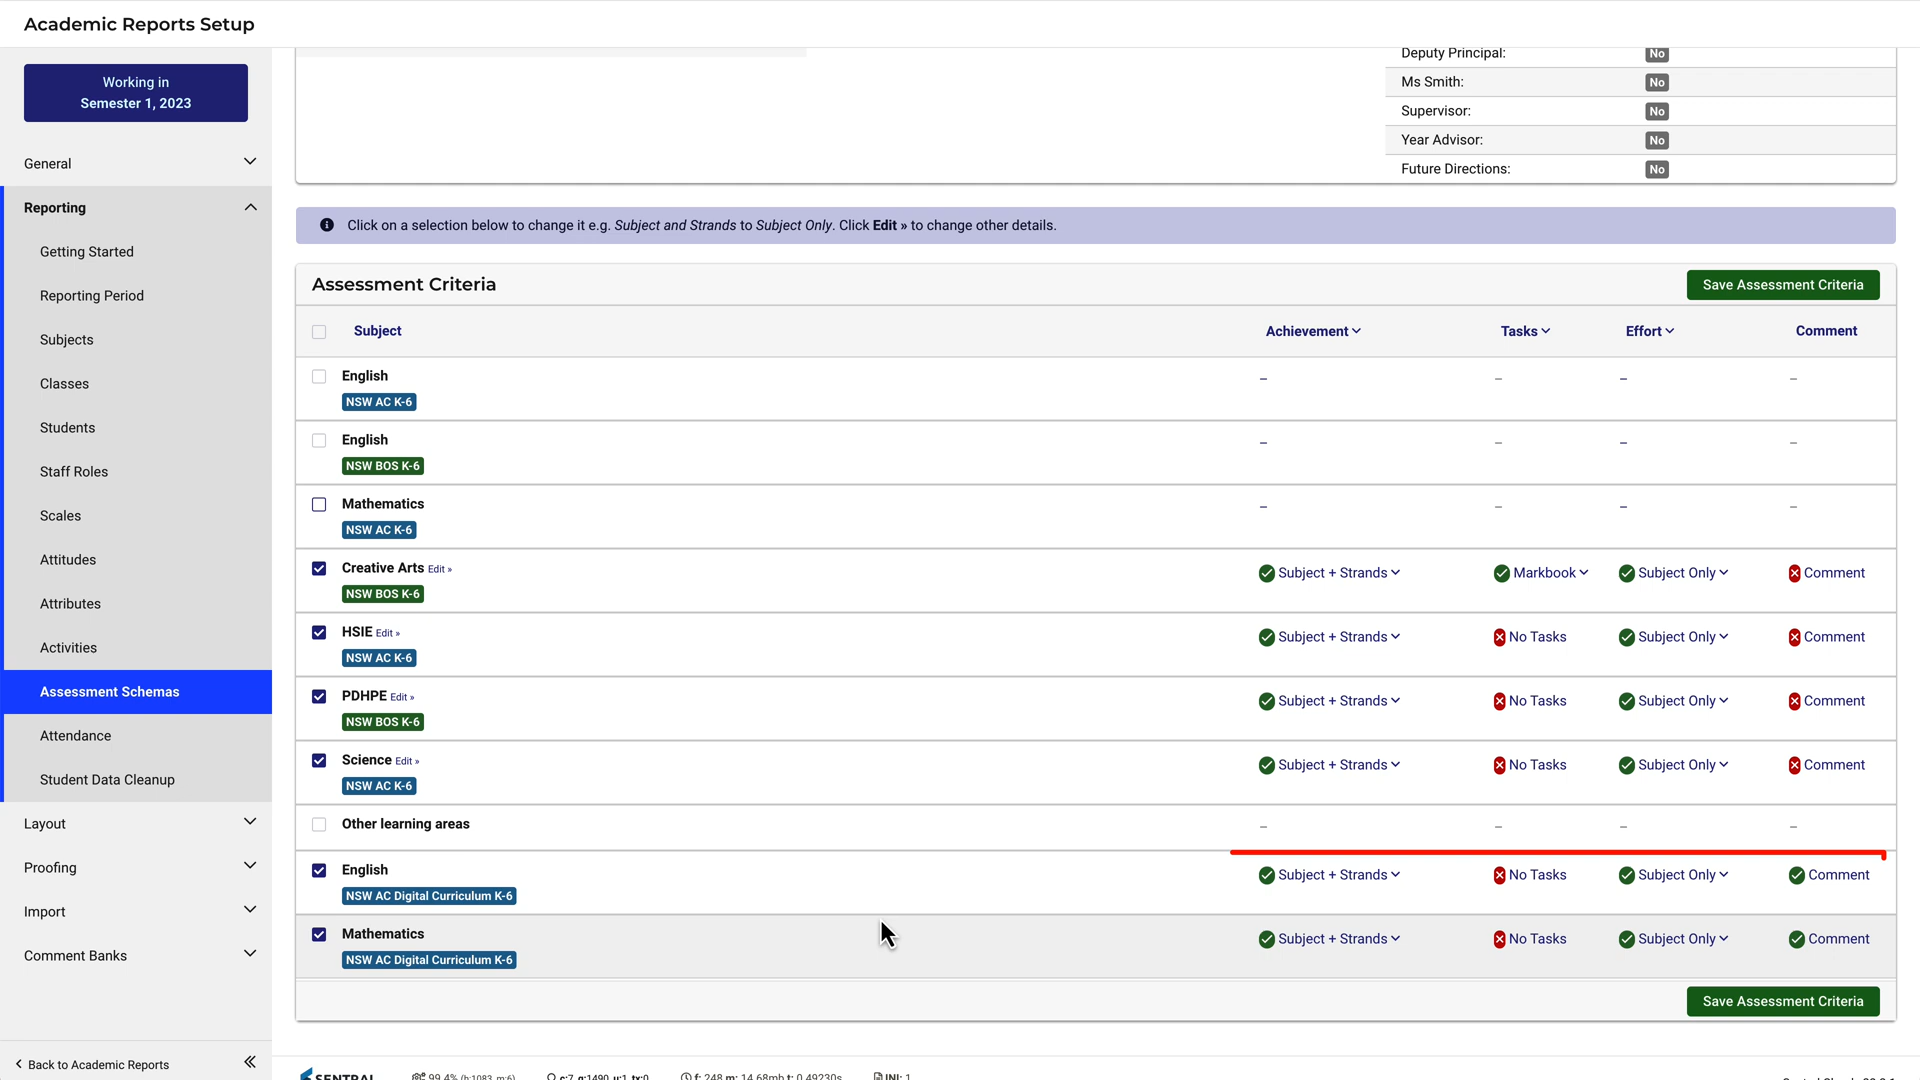 Academic Reports Setup
Working in
Semester 1, 2023
General
Reporting
Getting Started
Reporting Period
Subjects
Classes
Students
Staff Roles
Scales
Attitudes
Attributes
Activities
Assessment Schemas
Attendance
Student Data Cleanup
Layout
Proofing
Import
Comment Banks
Back to Academic Reports
Deputy Principal: No
Ms Smith: No
Supervisor: No
Year Advisor: No
Future Directions: No
Click on a selection below to change it e.g. Subject and Strands to Subject Only. Click Edit » to change other details.
Assessment Criteria Save Assessment Criteria
Subject Achievement Tasks Effort Comment
English – – – –
NSW AC K-6
English – – – –
NSW BOS K-6
Mathematics – – – –
NSW AC K-6
Creative Arts Edit » Subject + Strands Markbook Subject Only Comment
NSW BOS K-6
HSIE Edit » Subject + Strands No Tasks Subject Only Comment
NSW AC K-6
PDHPE Edit » Subject + Strands No Tasks Subject Only Comment
NSW BOS K-6
Science Edit » Subject + Strands No Tasks Subject Only Comment
NSW AC K-6
Other learning areas – – – –
English Subject + Strands No Tasks Subject Only Comment
NSW AC Digital Curriculum K-6
Mathematics Subject + Strands No Tasks Subject Only Comment
NSW AC Digital Curriculum K-6
Save Assessment Criteria
SENTRAL 99.4% (h:1083, m:6) c:7, q:1490, u:1, tx:0 f: 248 m: 14.68mb t: 0.49230s INI: 1